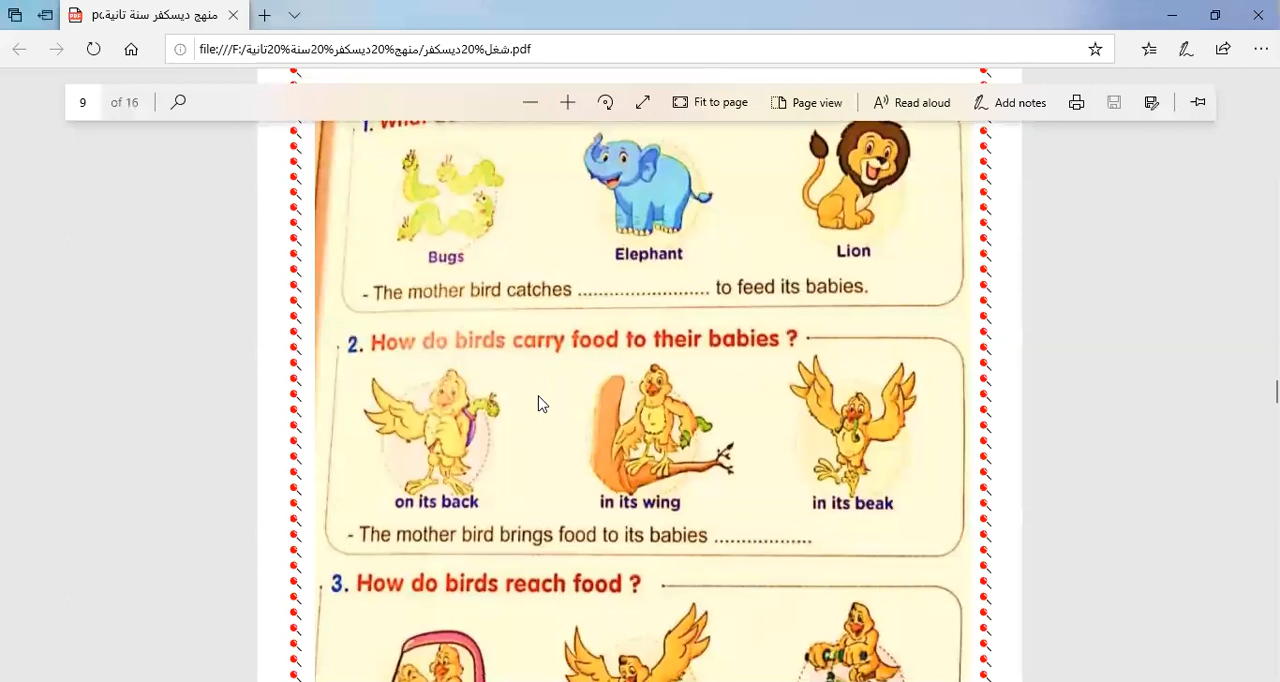 منهج ديسكفر سنة تانية.pc
file:///F:/شغل%20ديسكفر/منهج%20ديسكفر%20سنة%20تانية.pdf
9 of 16
Fit to page
Page view
Read aloud
Add notes
Bugs
Elephant
Lion
- The mother bird catches ........................ to feed its babies.
2. How do birds carry food to their babies ?
on its back
in its wing
in its beak
- The mother bird brings food to its babies .................
3. How do birds reach food ?